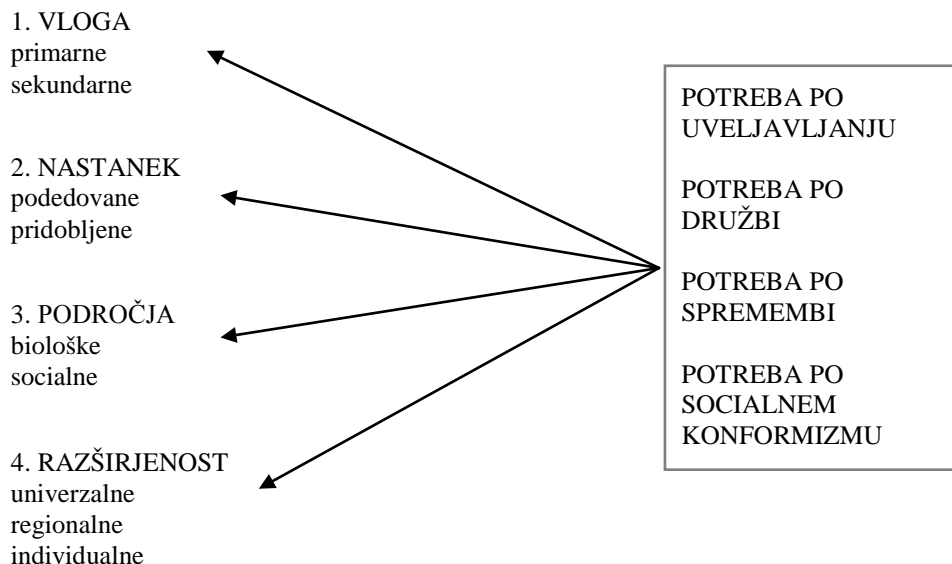 1. VLOGA
primarne
sekundarne
2. NASTANEK
podedovane
pridobljene
3. PODROČJA
biološke
socialne
4. RAZŠIRJENOST
univerzalne
regionalne
individualne
POTREBA PO
UVELJAVLJANJU
POTREBA PO
DRUŽBI
POTREBA PO
SPREMEMBI
POTREBA PO
SOCIALNEM
KONFORMIZMU